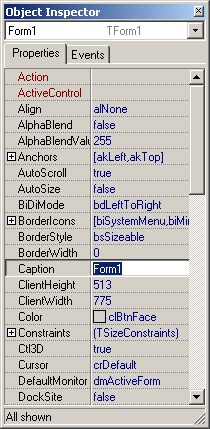 Object Inspector
Form1 TForm1
Properties Events
Action
ActiveControl
Align alNone
AlphaBlend false
AlphaBlendValu 255
Anchors [akLeft,akTop]
AutoScroll true
AutoSize false
BiDiMode bdLeftToRight
BorderIcons [biSystemMenu,biMi
BorderStyle bsSizeable
BorderWidth 0
Caption Form1
ClientHeight 513
ClientWidth 775
Color clBtnFace
Constraints (TSizeConstraints)
Ctl3D true
Cursor crDefault
DefaultMonitor dmActiveForm
DockSite false
All shown